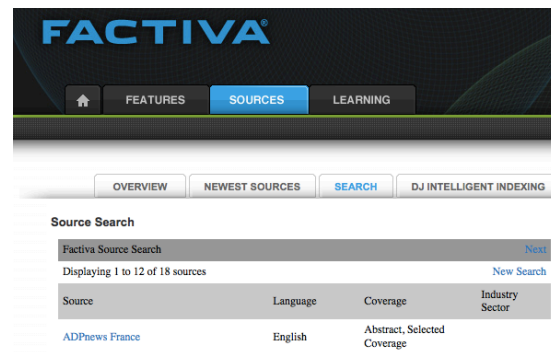 FACTIVA®
FEATURES SOURCES LEARNING
OVERVIEW NEWEST SOURCES SEARCH DJ INTELLIGENT INDEXING
Source Search
Factiva Source Search Next
Displaying 1 to 12 of 18 sources New Search
Source Language Coverage Industry Sector
ADPnews France English Abstract, Selected Coverage